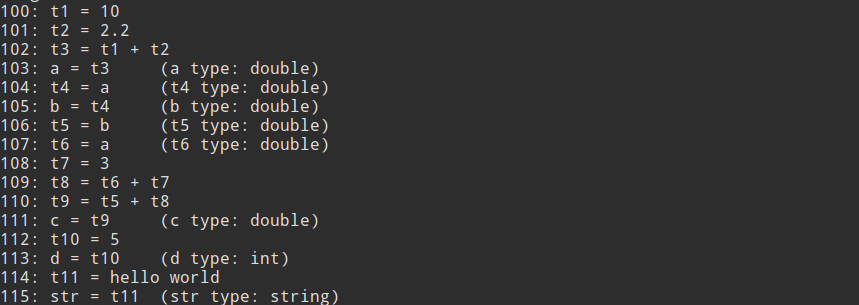 100: t1 = 10
101: t2 = 2.2
102: t3 = t1 + t2
103: a = t3     (a type: double)
104: t4 = a     (t4 type: double)
105: b = t4     (b type: double)
106: t5 = b     (t5 type: double)
107: t6 = a     (t6 type: double)
108: t7 = 3
109: t8 = t6 + t7
110: t9 = t5 + t8
111: c = t9     (c type: double)
112: t10 = 5
113: d = t10    (d type: int)
114: t11 = hello world
115: str = t11  (str type: string)